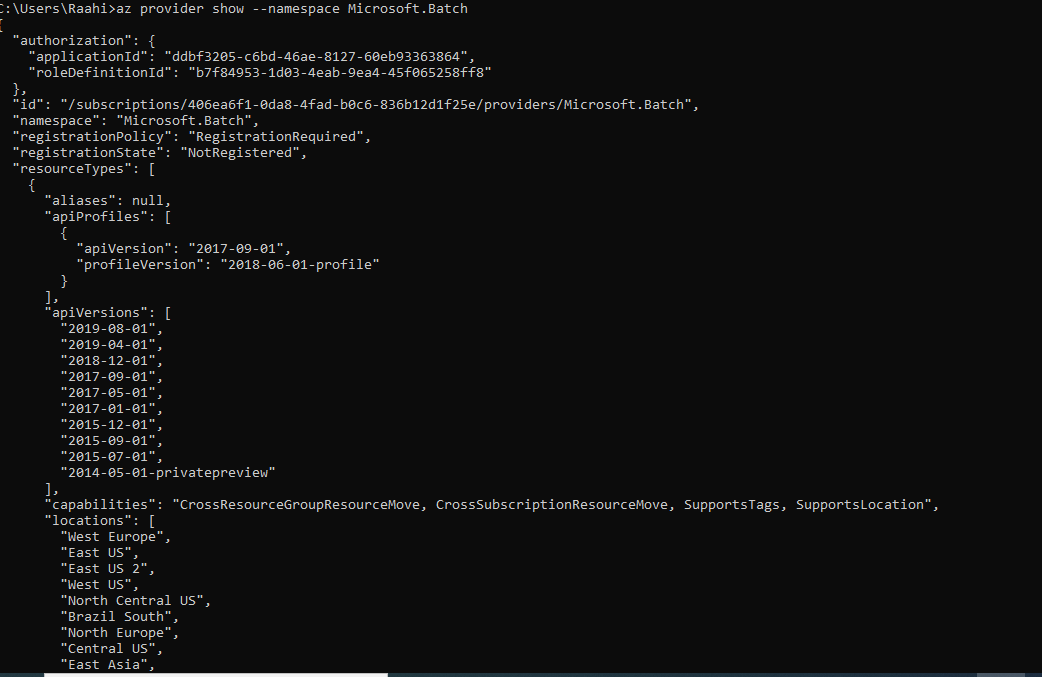 C:\Users\Raahi>az provider show --namespace Microsoft.Batch
{
  "authorization": {
    "applicationId": "ddbf3205-c6bd-46ae-8127-60eb93363864",
    "roleDefinitionId": "b7f84953-1d03-4eab-9ea4-45f065258ff8"
  },
  "id": "/subscriptions/406ea6f1-0da8-4fad-b0c6-836b12d1f25e/providers/Microsoft.Batch",
  "namespace": "Microsoft.Batch",
  "registrationPolicy": "RegistrationRequired",
  "registrationState": "NotRegistered",
  "resourceTypes": [
    {
      "aliases": null,
      "apiProfiles": [
        {
          "apiVersion": "2017-09-01",
          "profileVersion": "2018-06-01-profile"
        }
      ],
      "apiVersions": [
        "2019-08-01",
        "2019-04-01",
        "2018-12-01",
        "2017-09-01",
        "2017-05-01",
        "2017-01-01",
        "2015-12-01",
        "2015-09-01",
        "2015-07-01",
        "2014-05-01-privatepreview"
      ],
      "capabilities": "CrossResourceGroupResourceMove, CrossSubscriptionResourceMove, SupportsTags, SupportsLocation",
      "locations": [
        "West Europe",
        "East US",
        "East US 2",
        "West US",
        "North Central US",
        "Brazil South",
        "North Europe",
        "Central US",
        "East Asia",